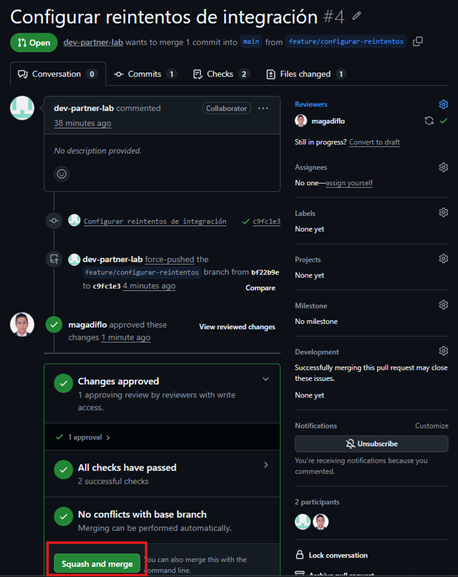 Configurar reintentos de integración #4
Open
dev-partner-lab wants to merge 1 commit into main from feature/configurar-reintentos
Conversation 0
Commits 1
Checks 2
Files changed 1
dev-partner-lab commented
38 minutes ago
Collaborator
No description provided.
Configurar reintentos de integración
c9fc1e3
dev-partner-lab force-pushed the
feature/configurar-reintentos branch from bf22b9e
to c9fc1e3 4 minutes ago
Compare
magadiflo approved these
changes 1 minute ago
View reviewed changes
Changes approved
1 approving review by reviewers with write
access.
1 approval
All checks have passed
2 successful checks
No conflicts with base branch
Merging can be performed automatically.
Squash and merge
You can also merge this with the
command line.
Reviewers
magadiflo
Still in progress? Convert to draft
Assignees
No one—assign yourself
Labels
None yet
Projects
None yet
Milestone
No milestone
Development
Successfully merging this pull request may close
these issues.
None yet
Notifications
Customize
Unsubscribe
You're receiving notifications because you
commented.
2 participants
Lock conversation
Archive pull request